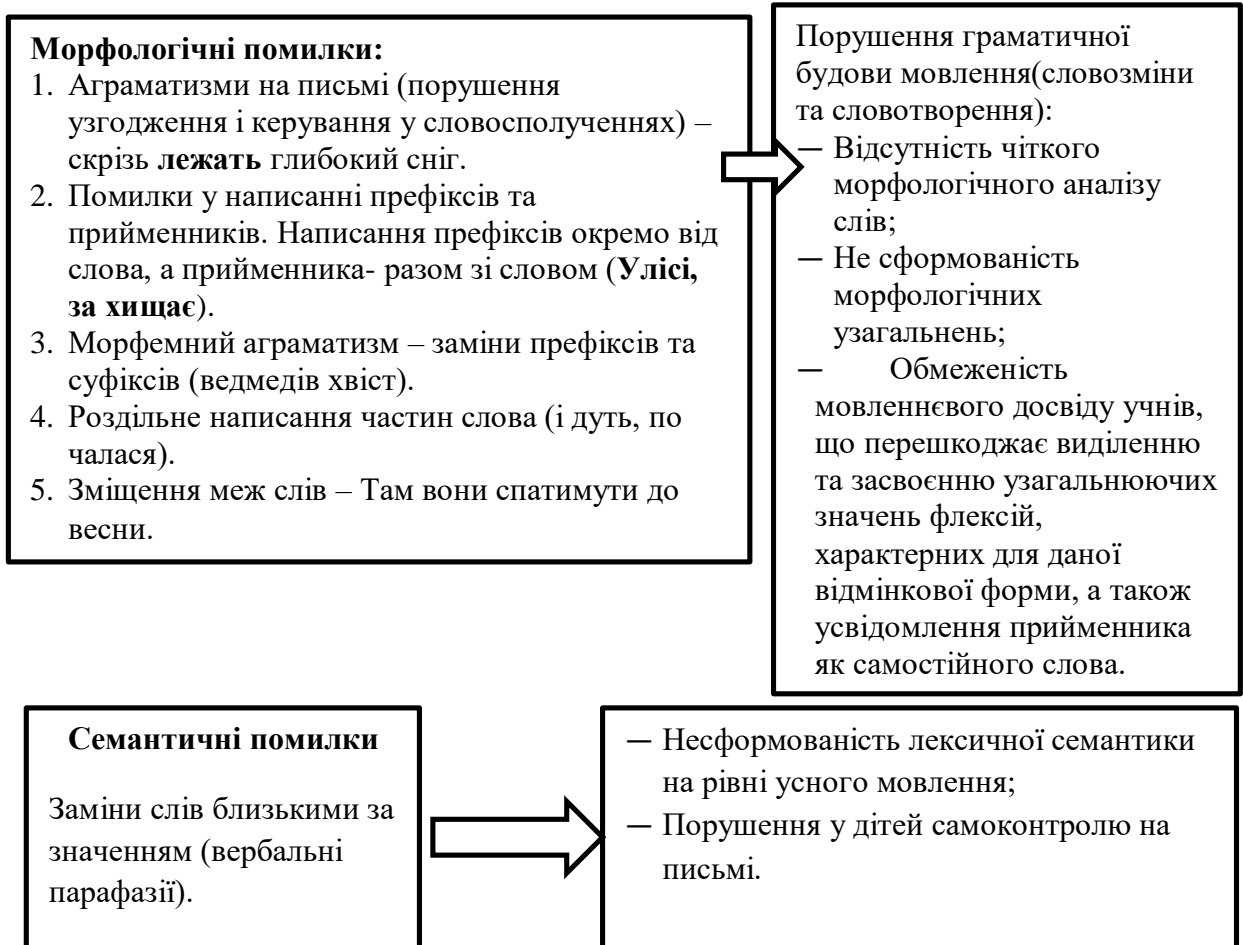 Морфологічні помилки:
1. Аграматизми на письмі (порушення
узгодження і керування у словосполученнях) –
скрізь лежать глибокий сніг.
2. Помилки у написанні префіксів та
прийменників. Написання префіксів окремо від
слова, а прийменника- разом зі словом (Улісі,
за хищає).
3. Морфемний аграматизм – заміни префіксів та
суфіксів (ведмедів хвіст).
4. Роздільне написання частин слова (і дуть, по
чалася).
5. Зміщення меж слів – Там вони спатимути до
весни.
Порушення граматичної
будови мовлення(словозміни
та словотворення):
— Відсутність чіткого
морфологічного аналізу
слів;
— Не сформованість
морфологічних
узагальнень;
— Обмеженість
мовленнєвого досвіду учнів,
що перешкоджає виділенню
та засвоєнню узагальнюючих
значень флексій,
характерних для даної
відмінкової форми, а також
усвідомлення прийменника
як самостійного слова.
Семантичні помилки
Заміни слів близькими за
значенням (вербальні
парафазії).
— Несформованість лексичної семантики
на рівні усного мовлення;
— Порушення у дітей самоконтролю на
письмі.